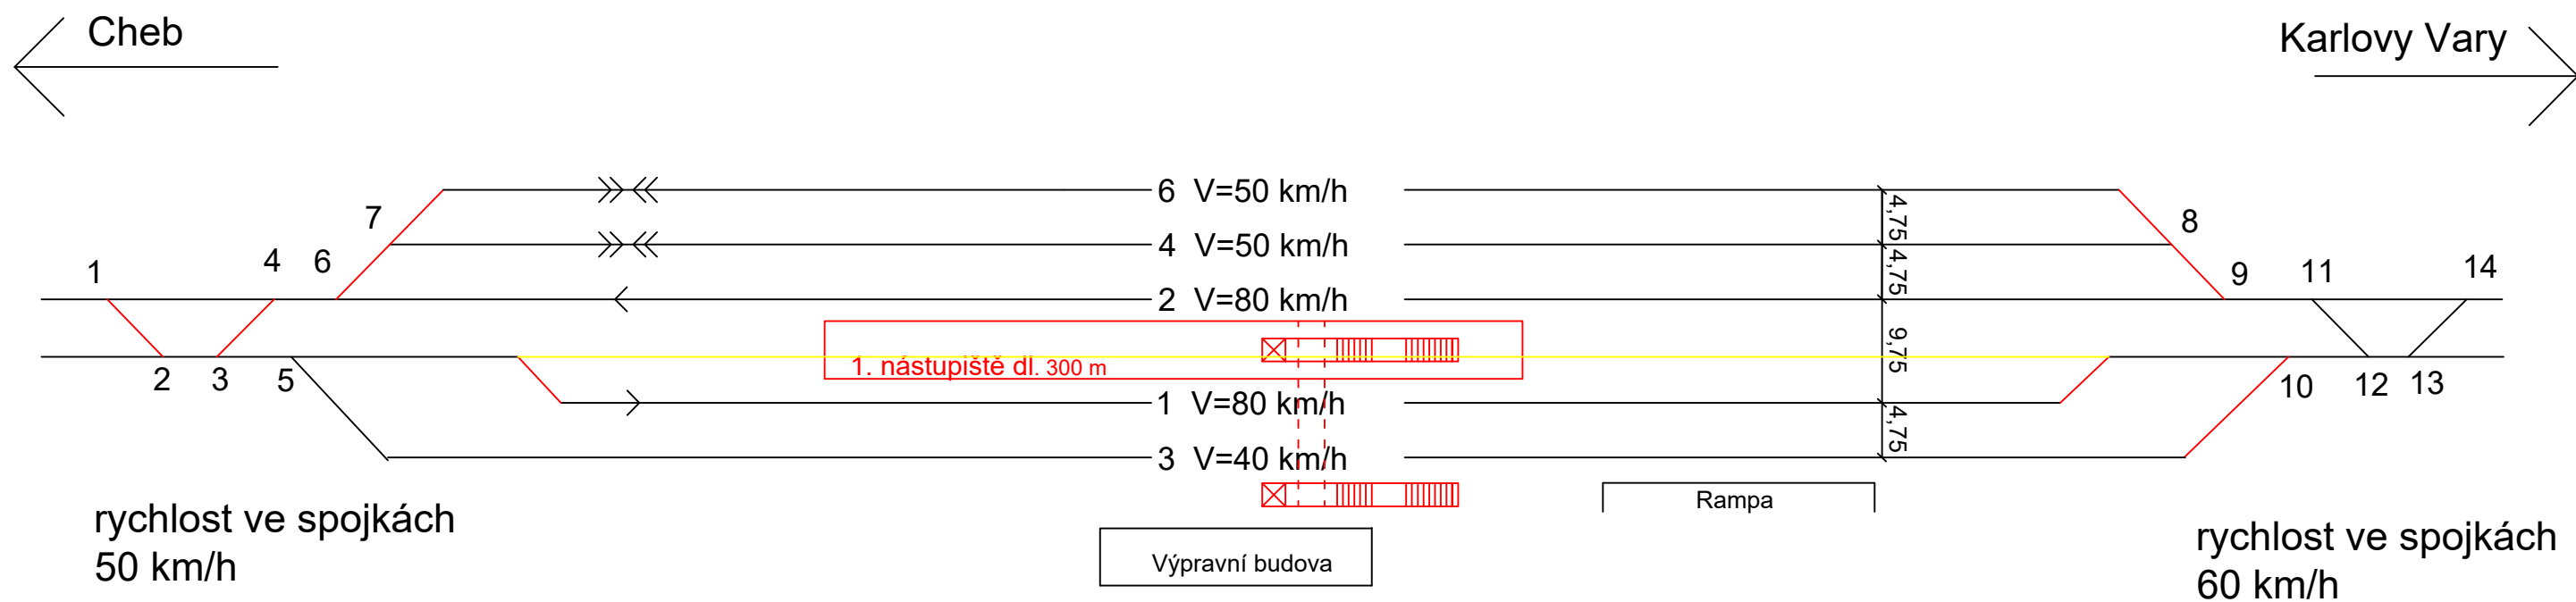 Cheb
Karlovy Vary
7
6 V=50 km/h
4,75
8
1
4
6
4 V=50 km/h
4,75
9
11
14
2 V=80 km/h
9,75
1. nástupiště dl. 300 m
2
3
5
1 V=80 km/h
10
12
13
4,75
3 V=40 km/h
Rampa
rychlost ve spojkách
50 km/h
Výpravní budova
rychlost ve spojkách
60 km/h